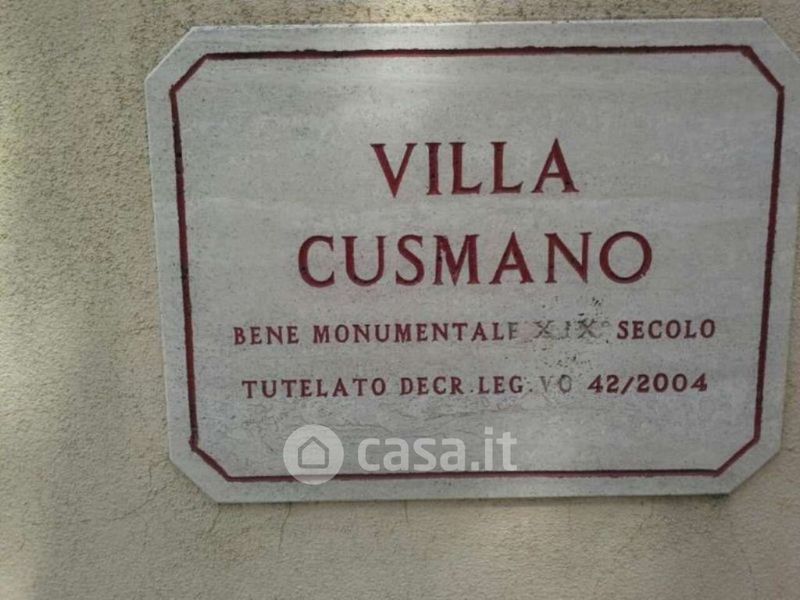 VILLA
CUSMANO
BENE MONUMENTALE XIX° SECOLO
TUTELATO DECR.LEG.VO 42/2004
casa.it